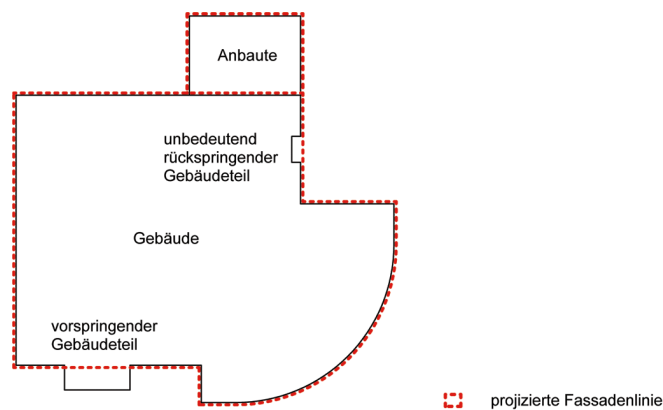 Anbaute
unbedeutend
rückspringender
Gebäudeteil
Gebäude
vorspringender
Gebäudeteil
projizierte Fassadenlinie